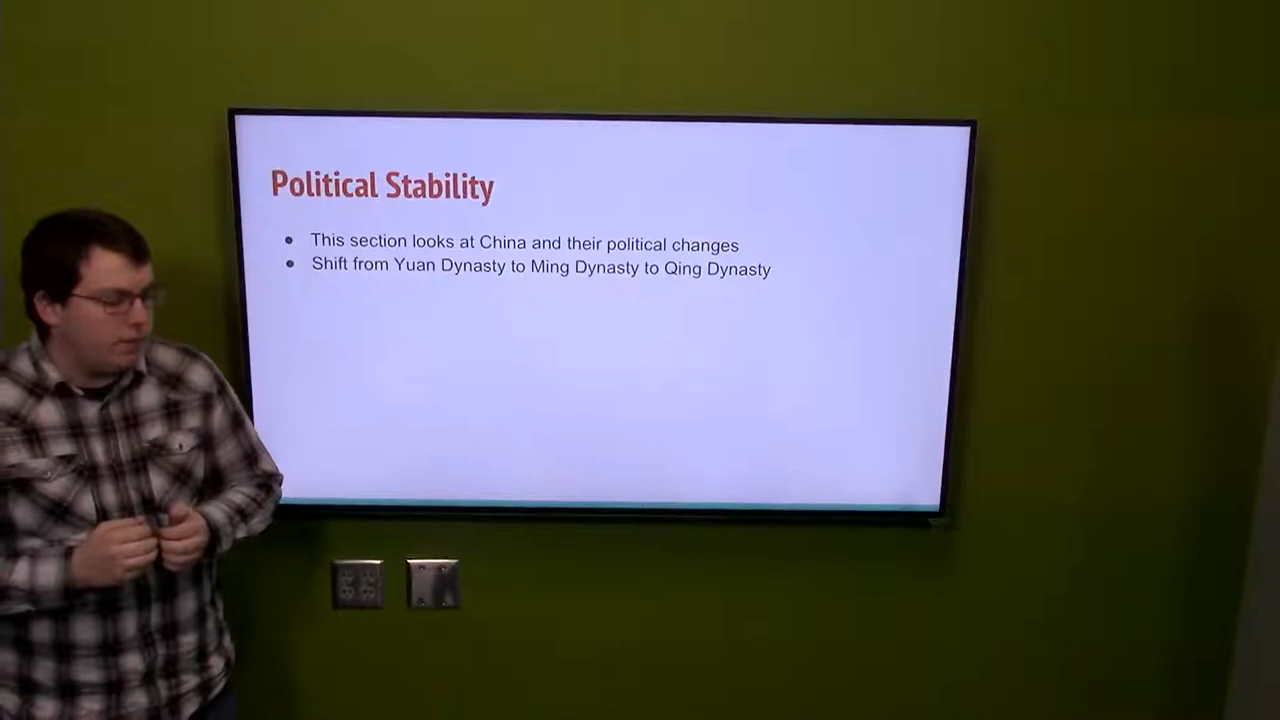 Political Stability
● This section looks at China and their political changes
● Shift from Yuan Dynasty to Ming Dynasty to Qing Dynasty